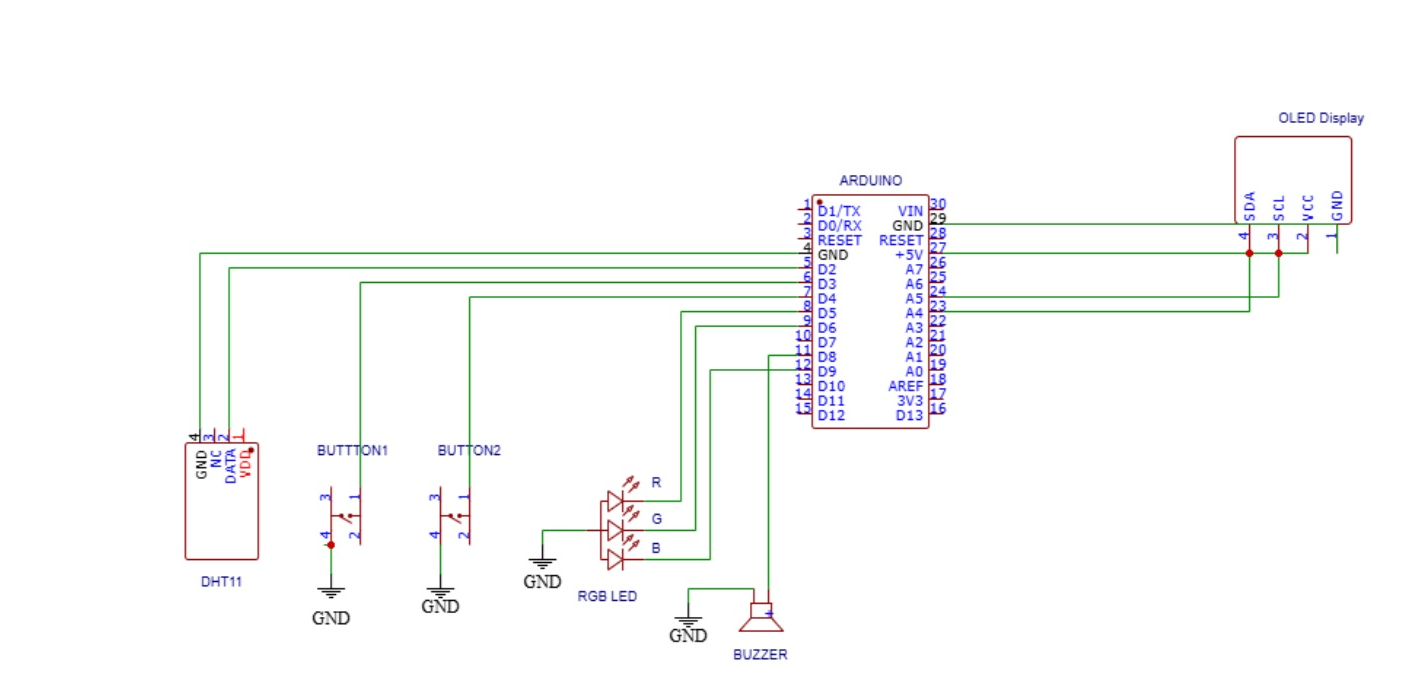 OLED Display
SDA
SCL
VCC
GND
4
3
2
1
ARDUINO
1 D1/TX VIN 30
2 D0/RX GND 29
3 RESET RESET 28
4 GND +5V 27
5 D2 A7 26
6 D3 A6 25
7 D4 A5 24
8 D5 A4 23
9 D6 A3 22
10 D7 A2 21
11 D8 A1 20
12 D9 A0 19
13 D10 AREF 18
14 D11 3V3 17
15 D12 D13 16
4
3
2
1
GND
NC
DATA
VDD
DHT11
BUTTTON1
3
1
4
2
GND
BUTTON2
3
1
4
2
GND
R
G
B
GND
RGB LED
GND
+
BUZZER